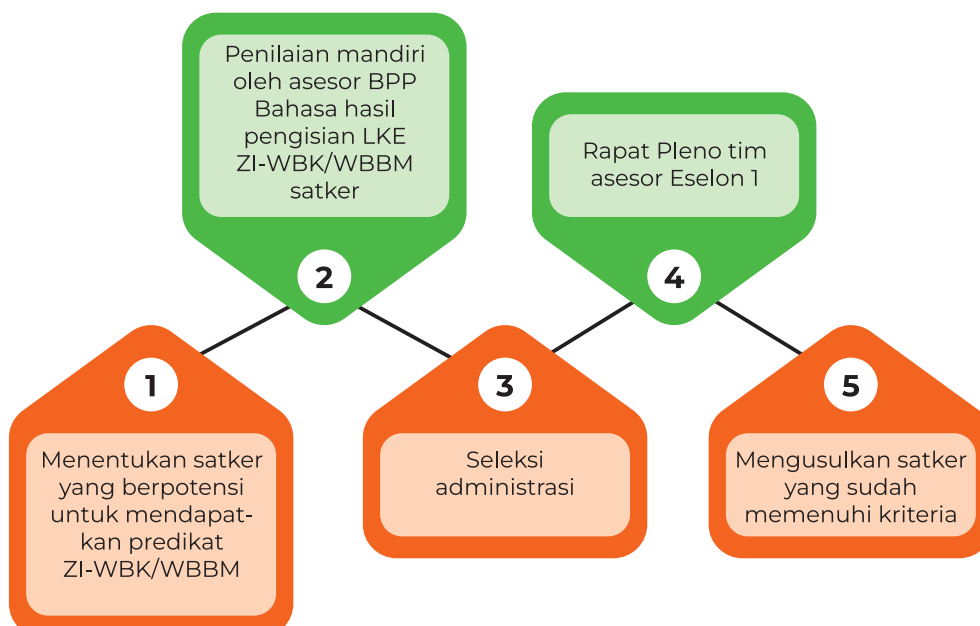 1
Menentukan satker
yang berpotensi
untuk mendapat-
kan predikat
ZI-WBK/WBBM
2
Penilaian mandiri
oleh asesor BPP
Bahasa hasil
pengisian LKE
ZI-WBK/WBBM
satker
3
Seleksi
administrasi
4
Rapat Pleno tim
asesor Eselon 1
5
Mengusulkan satker
yang sudah
memenuhi kriteria